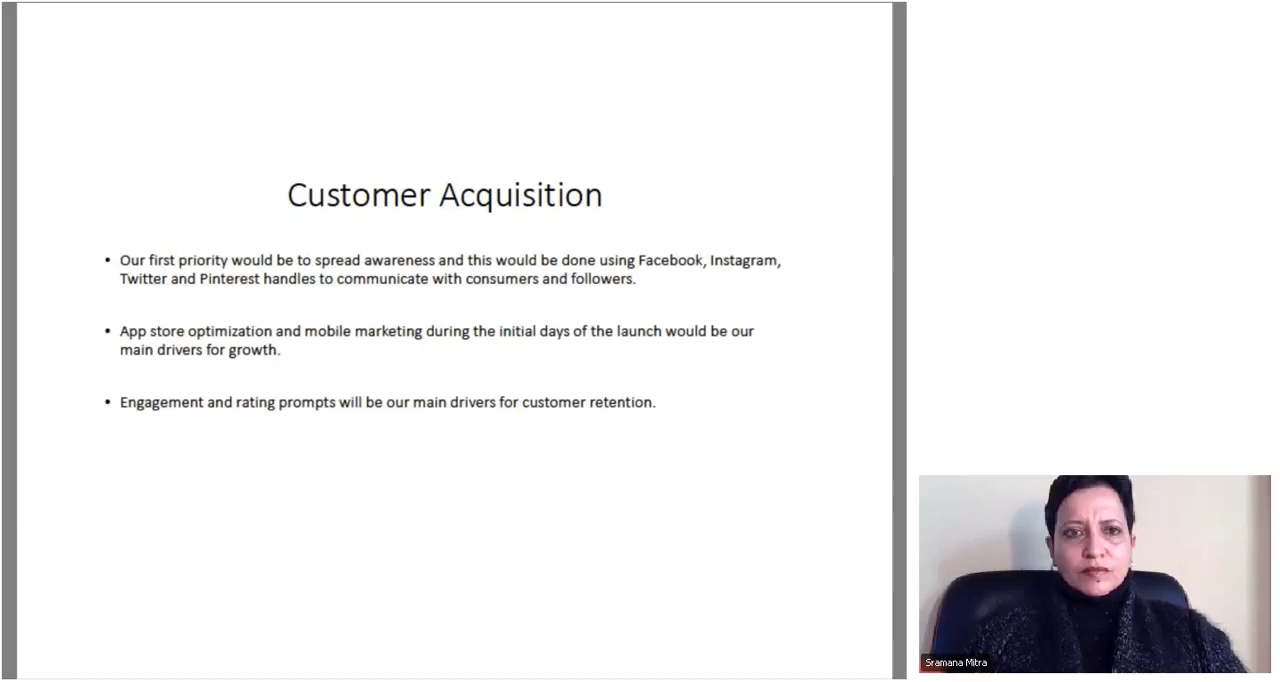 Customer Acquisition
• Our first priority would be to spread awareness and this would be done using Facebook, Instagram,
Twitter and Pinterest handles to communicate with consumers and followers.
• App store optimization and mobile marketing during the initial days of the launch would be our
main drivers for growth.
• Engagement and rating prompts will be our main drivers for customer retention.
Sramana Mitra